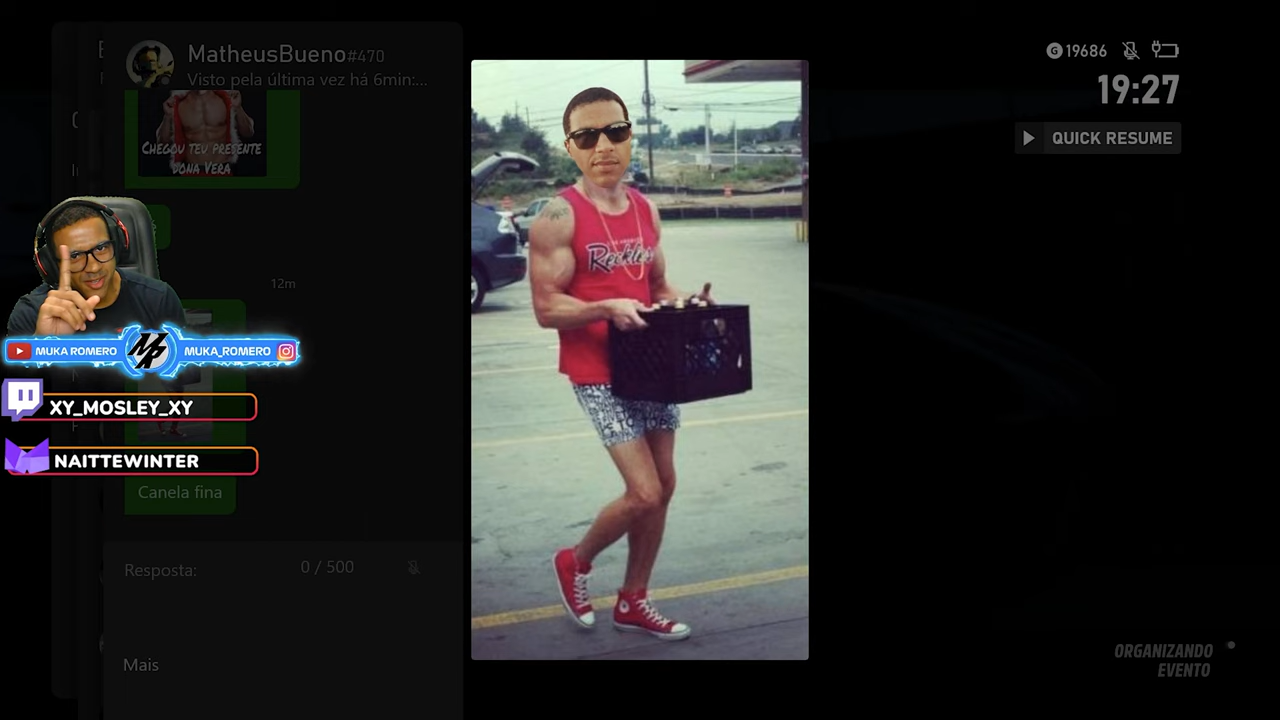 MatheusBueno#470
Visto pela última vez há 6min:...
CHEGOU TEU PRESENTE
DONA VERA
12m
MUKA ROMERO
MR
MUKA_ROMERO
XY_MOSLEY_XY
NAITTEWINTER
Canela fina
Resposta:
0 / 500
Mais
Reckless
G 19686
19:27
QUICK RESUME
ORGANIZANDO
EVENTO